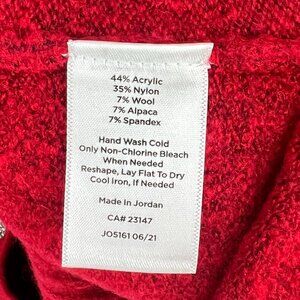 44% Acrylic
35% Nylon
7% Wool
7% Alpaca
7% Spandex
Hand Wash Cold
Only Non-Chlorine Bleach
When Needed
Reshape, Lay Flat To Dry
Cool Iron, If Needed
Made In Jordan
CA# 23147
JO5161 06/21